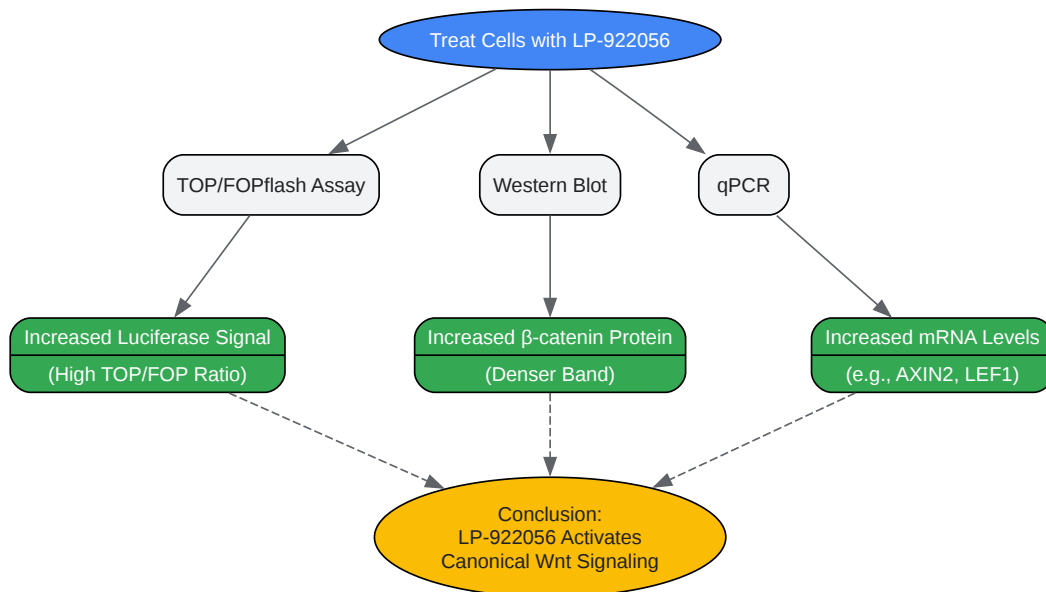 Treat Cells with LP-922056
TOP/FOPflash Assay
Western Blot
qPCR
Increased Luciferase Signal
(High TOP/FOP Ratio)
Increased β-catenin Protein
(Denser Band)
Increased mRNA Levels
(e.g., AXIN2, LEF1)
Conclusion:
LP-922056 Activates
Canonical Wnt Signaling